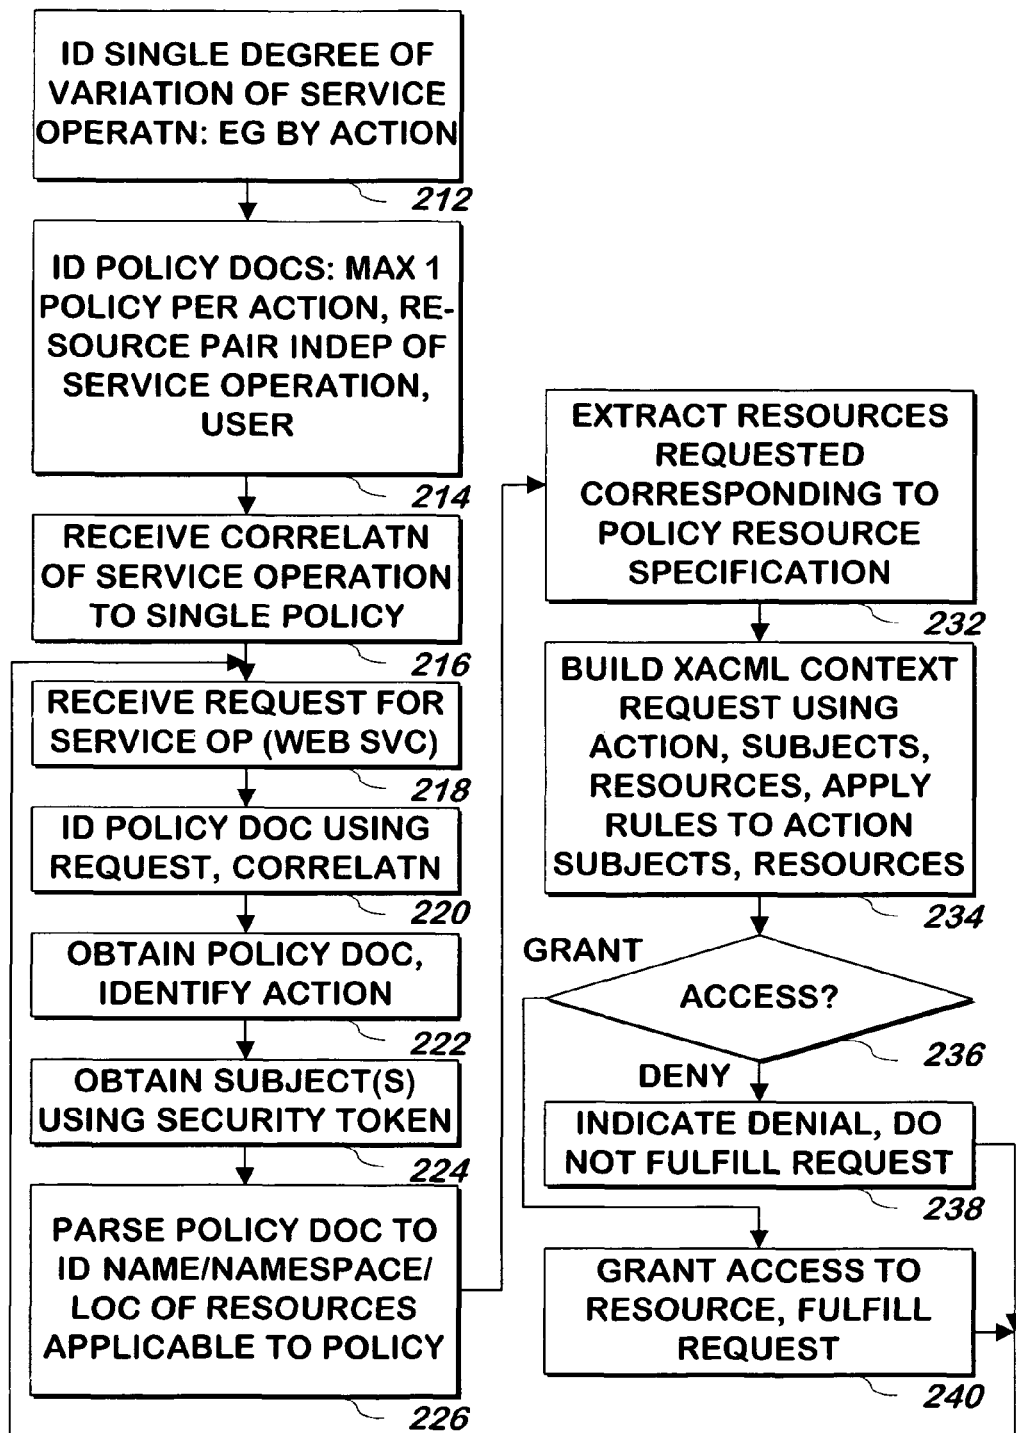 ID SINGLE DEGREE OF
VARIATION OF SERVICE
OPERATN: EG BY ACTION
212
ID POLICY DOCS: MAX 1
POLICY PER ACTION, RE-
SOURCE PAIR INDEP OF
SERVICE OPERATION,
USER
214
RECEIVE CORRELATN
OF SERVICE OPERATION
TO SINGLE POLICY
216
RECEIVE REQUEST FOR
SERVICE OP (WEB SVC)
218
ID POLICY DOC USING
REQUEST, CORRELATN
220
OBTAIN POLICY DOC,
IDENTIFY ACTION
222
OBTAIN SUBJECT(S)
USING SECURITY TOKEN
224
PARSE POLICY DOC TO
ID NAME/NAMESPACE/
LOC OF RESOURCES
APPLICABLE TO POLICY
226
EXTRACT RESOURCES
REQUESTED
CORRESPONDING TO
POLICY RESOURCE
SPECIFICATION
232
BUILD XACML CONTEXT
REQUEST USING
ACTION, SUBJECTS,
RESOURCES, APPLY
RULES TO ACTION
SUBJECTS, RESOURCES
234
GRANT
ACCESS?
236
DENY
INDICATE DENIAL, DO
NOT FULFILL REQUEST
238
GRANT ACCESS TO
RESOURCE, FULFILL
REQUEST
240